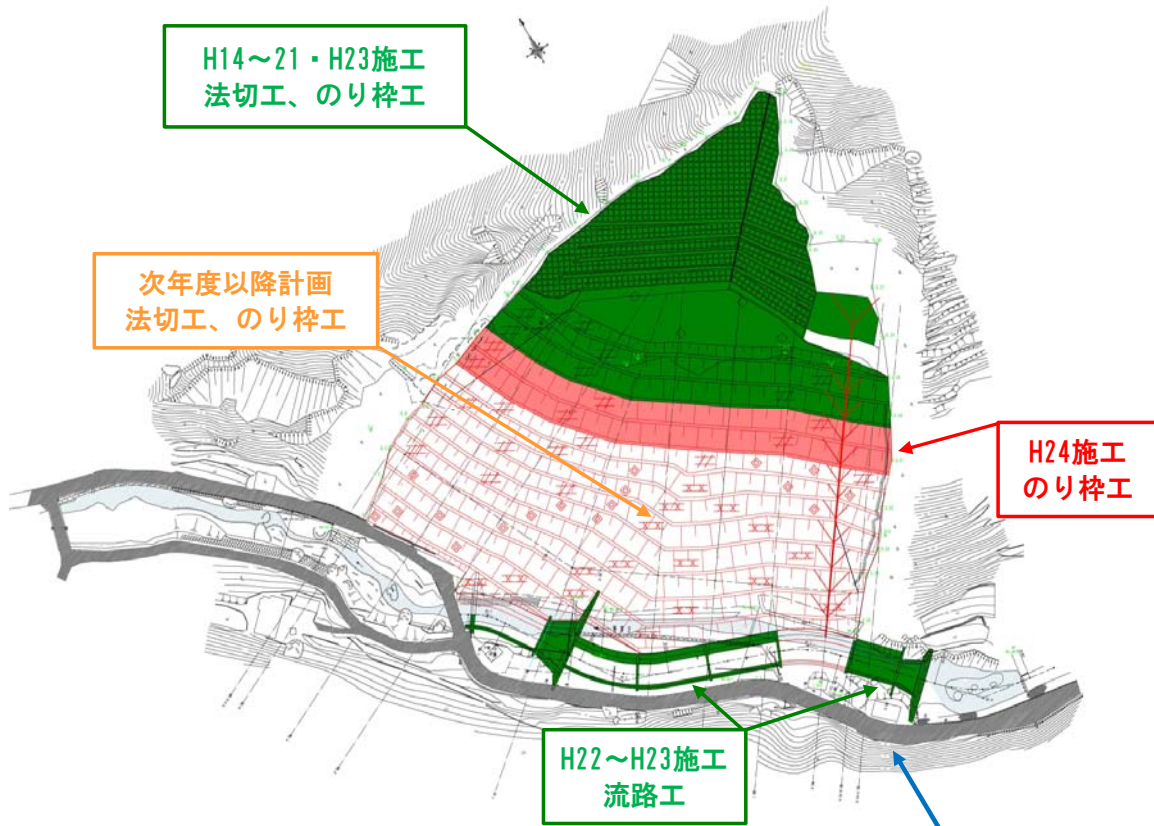 H14～21・H23施工
法切工、のり枠工
次年度以降計画
法切工、のり枠工
H24施工
のり枠工
H22～H23施工
流路工